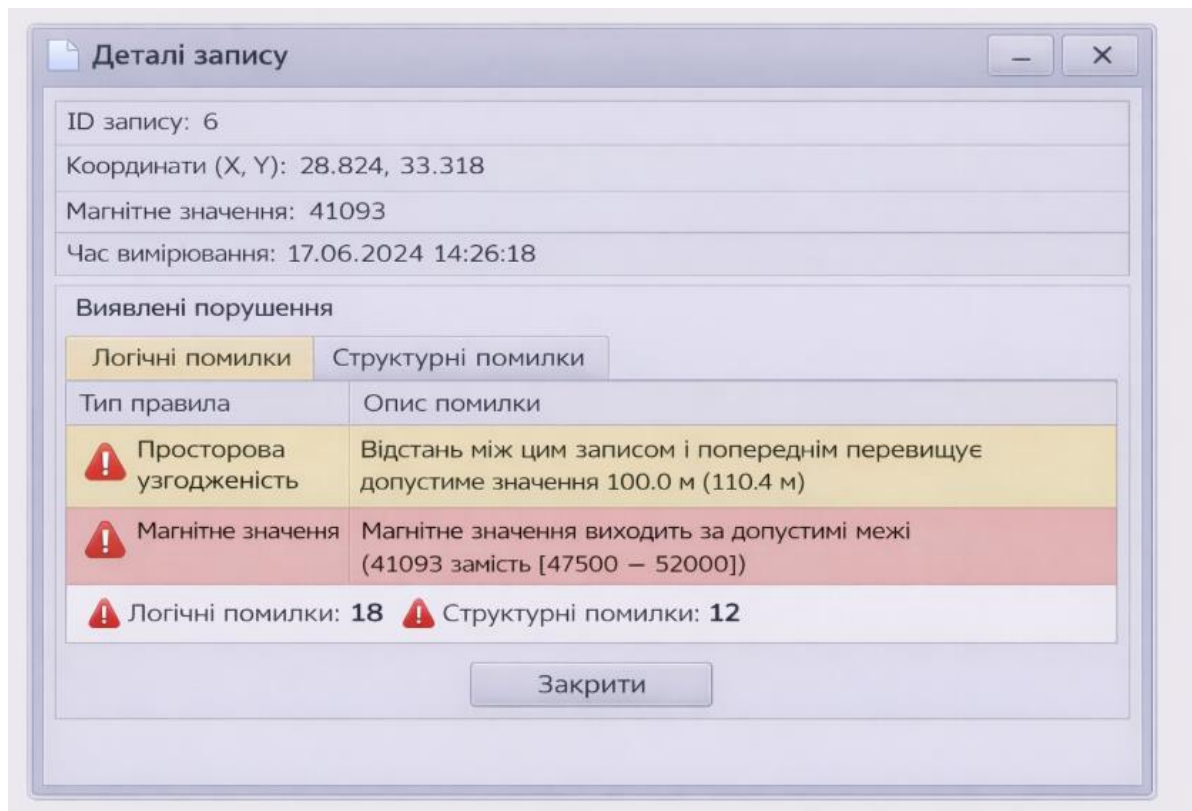 Деталі запису
ID запису: 6
Координати (X, Y): 28.824, 33.318
Магнітне значення: 41093
Час вимірювання: 17.06.2024 14:26:18
Виявлені порушення
Логічні помилки Структурні помилки
Тип правила Опис помилки
Просторова узгодженість
Відстань між цим записом і попереднім перевищує
допустиме значення 100.0 м (110.4 м)
Магнітне значення
Магнітне значення виходить за допустимі межі
(41093 замість [47500 – 52000])
Логічні помилки: 18 Структурні помилки: 12
Закрити